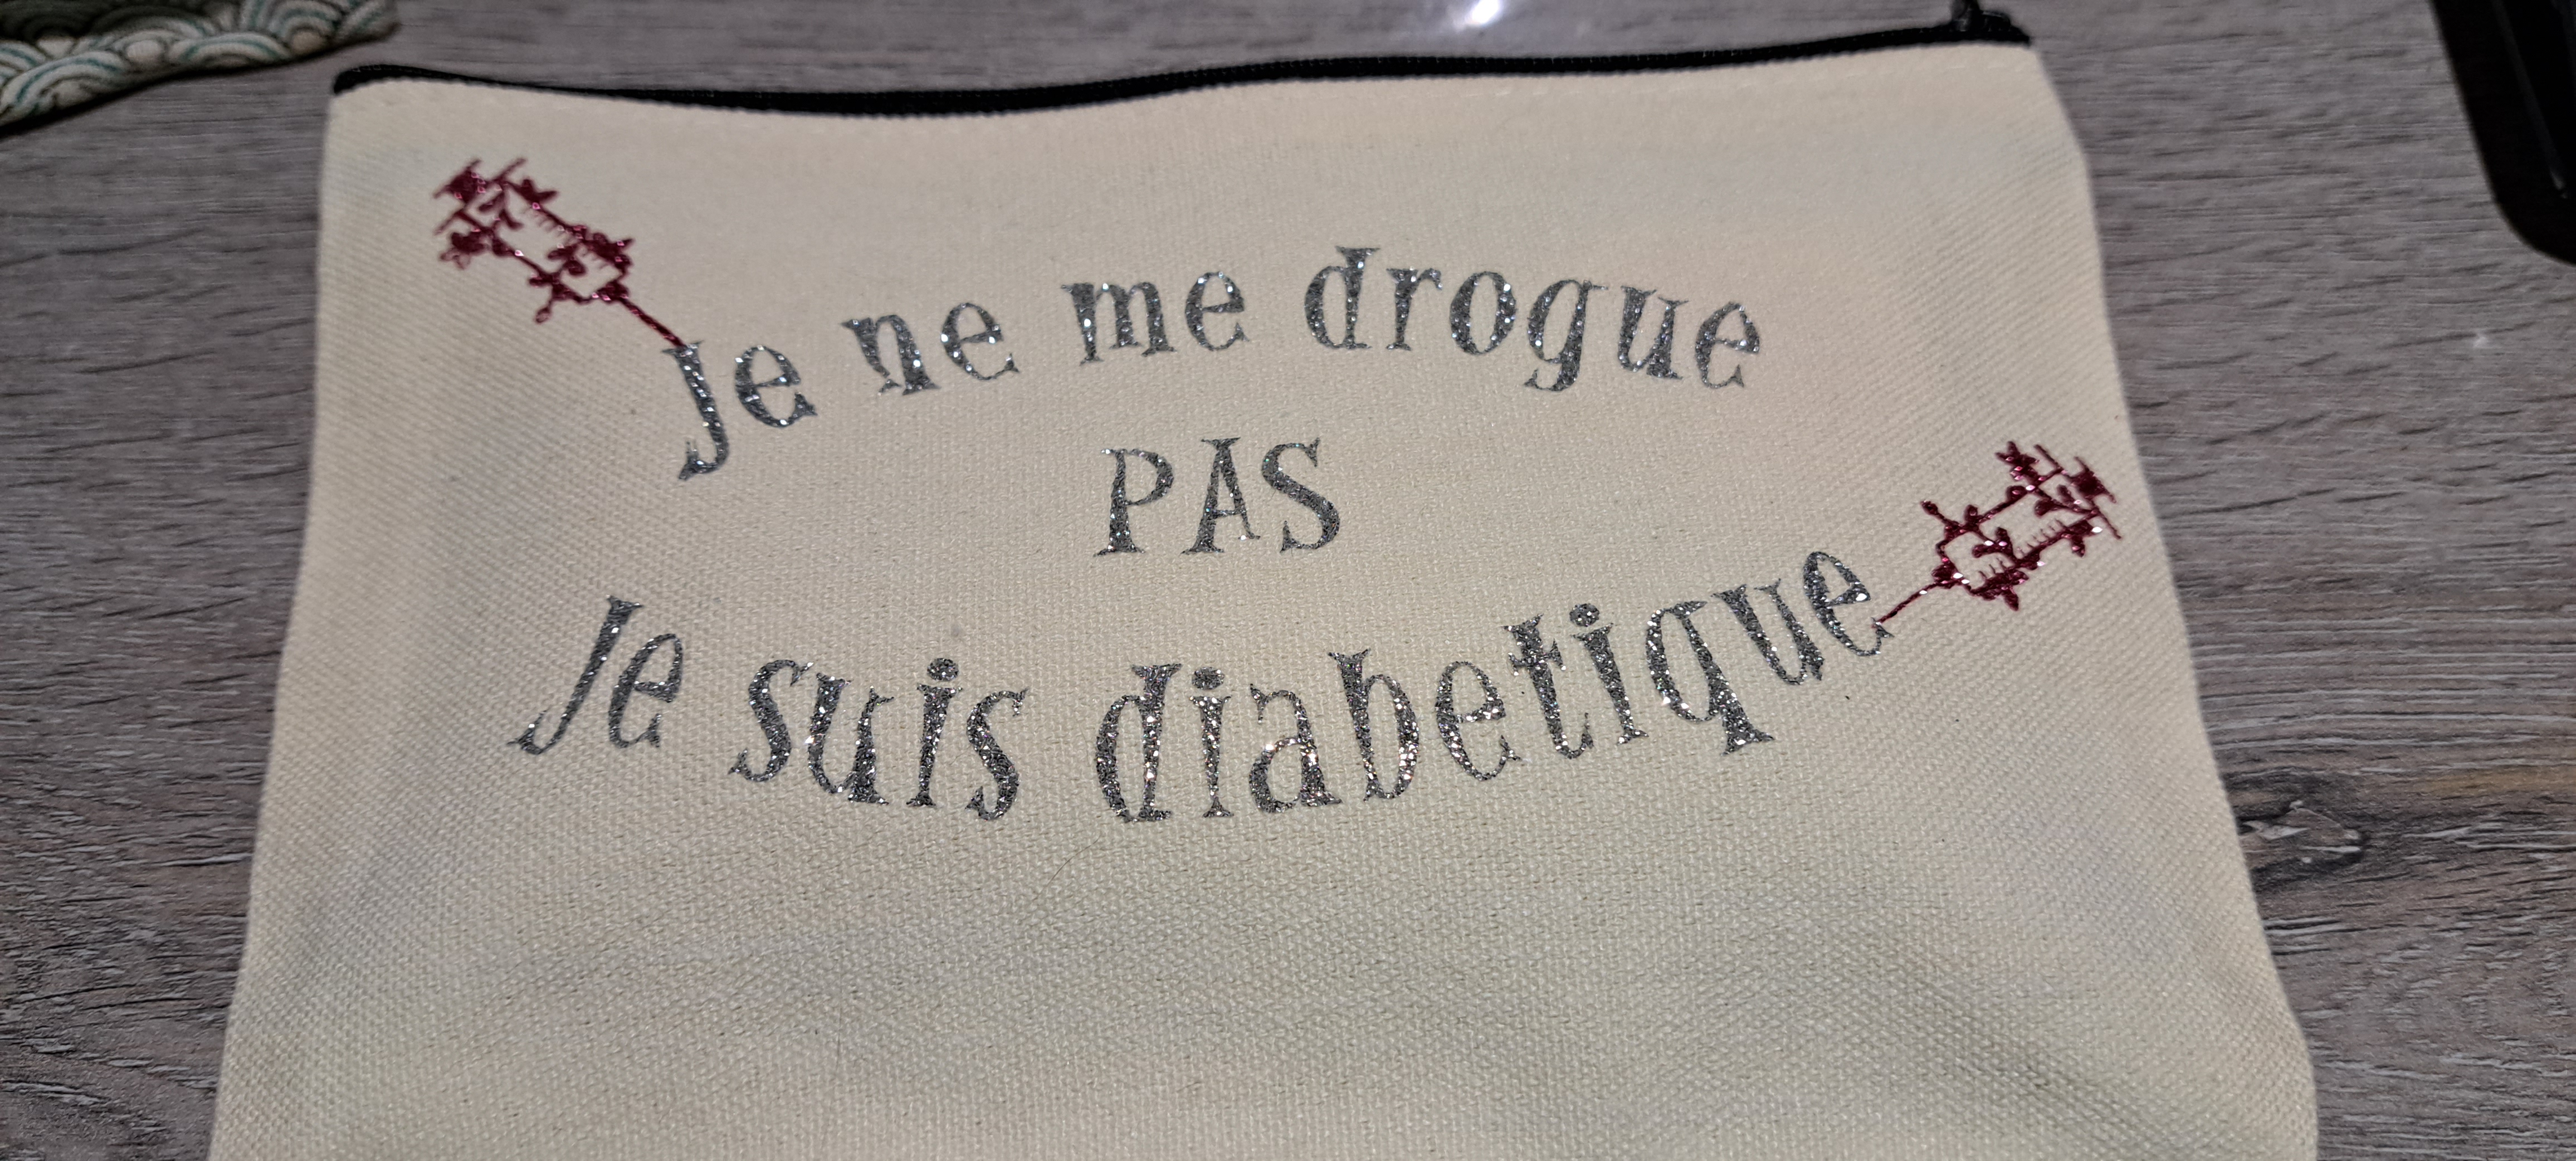 Je ne me drogue
PAS
Je suis diabetique